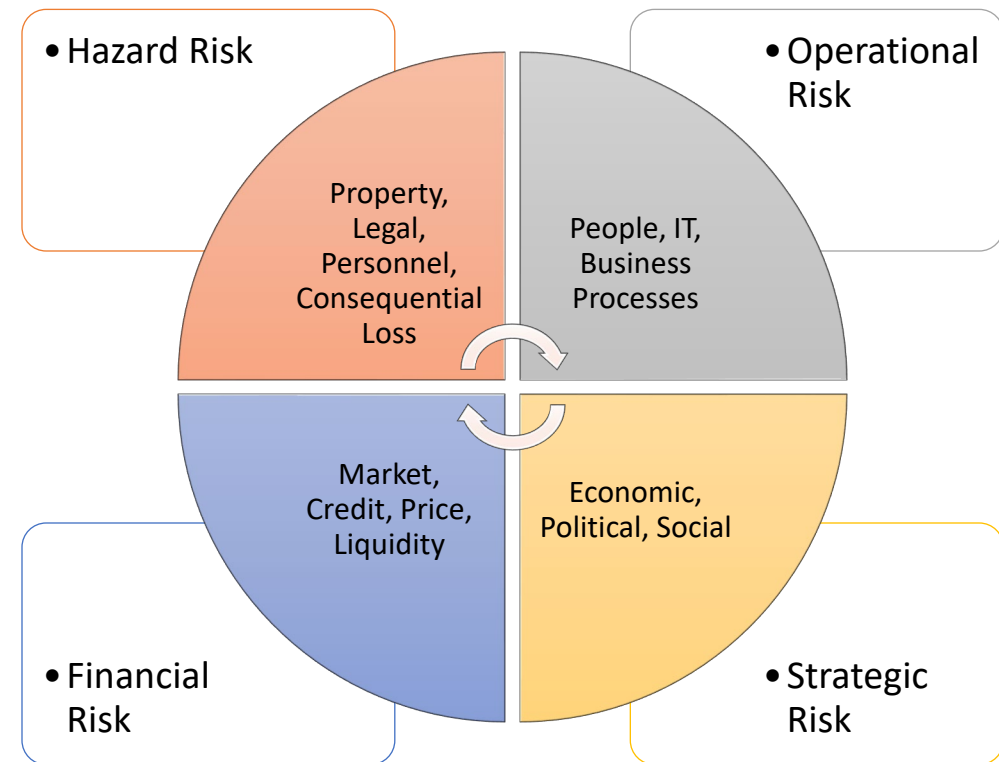 • Hazard Risk
• Operational
Risk
Property,
Legal,
Personnel,
Consequential
Loss
People, IT,
Business
Processes
Market,
Credit, Price,
Liquidity
Economic,
Political, Social
• Financial
Risk
• Strategic
Risk